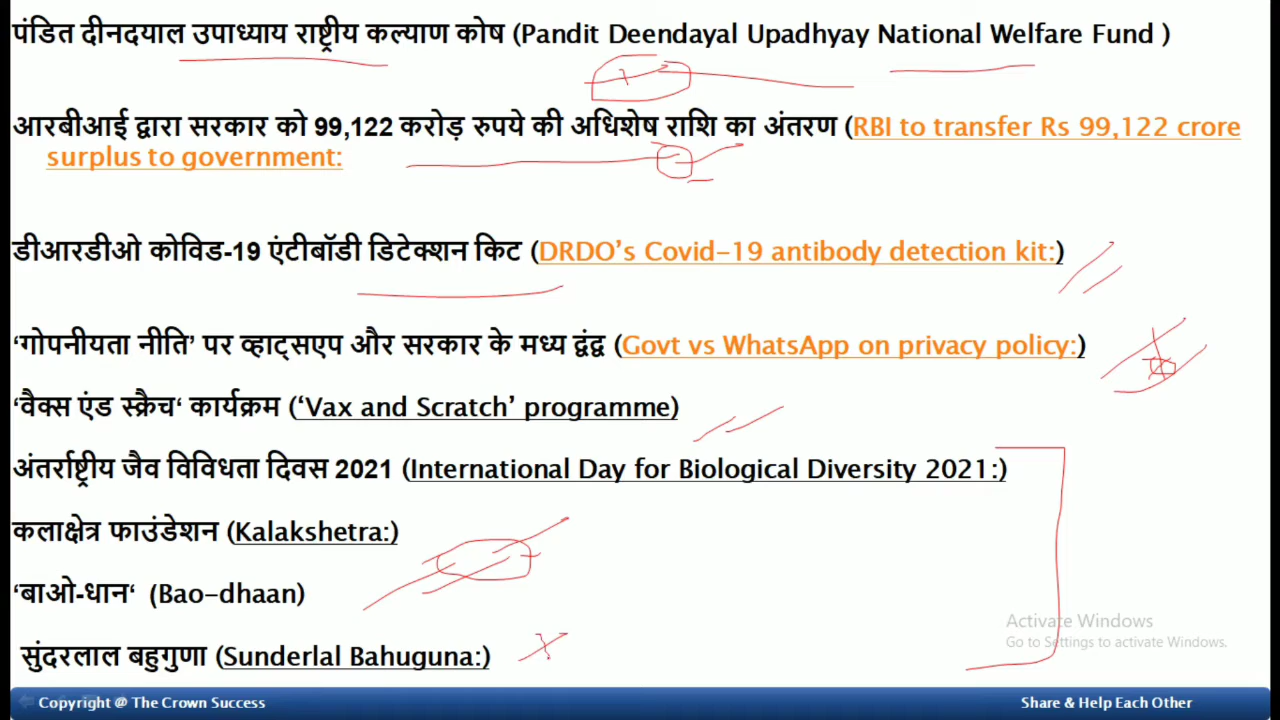 पंडित दीनदयाल उपाध्याय राष्ट्रीय कल्याण कोष (Pandit Deendayal Upadhyay National Welfare Fund )
आरबीआई द्वारा सरकार को 99,122 करोड़ रुपये की अधिशेष राशि का अंतरण (RBI to transfer Rs 99,122 crore
surplus to government:
डीआरडीओ कोविड-19 एंटीबॉडी डिटेक्शन किट (DRDO’s Covid-19 antibody detection kit:)
‘गोपनीयता नीति’ पर व्हाट्सएप और सरकार के मध्य द्वंद्व (Govt vs WhatsApp on privacy policy:)
‘वैक्स एंड स्क्रैच‘ कार्यक्रम (‘Vax and Scratch’ programme)
अंतर्राष्ट्रीय जैव विविधता दिवस 2021 (International Day for Biological Diversity 2021:)
कलाक्षेत्र फाउंडेशन (Kalakshetra:)
‘बाओ-धान‘ (Bao-dhaan)
सुंदरलाल बहुगुणा (Sunderlal Bahuguna:)
Activate Windows
Go to Settings to activate Windows.
Copyright @ The Crown Success
Share & Help Each Other